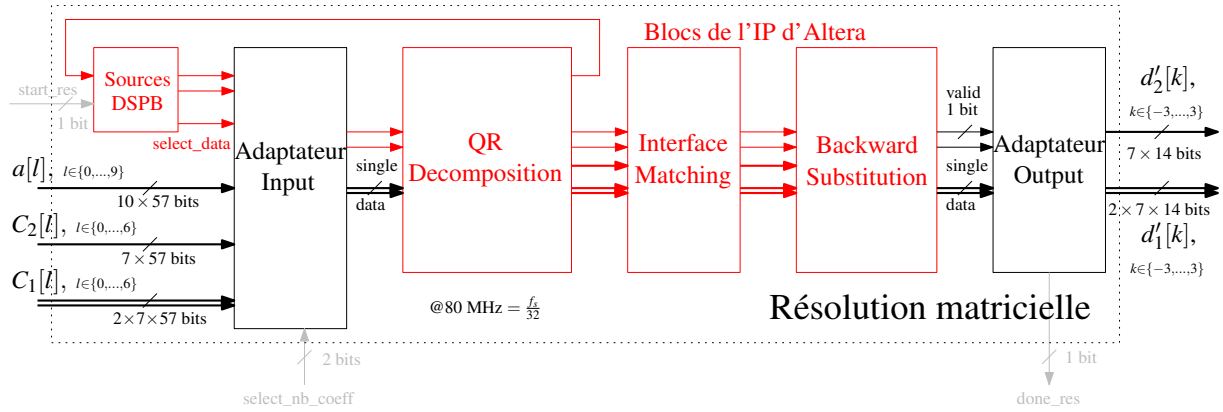 Blocs de l'IP d'Altera
start_res
1 bit
Sources
DSPB
select_data
a[l], l∈{0,...,9}
10 × 57 bits
C₂[l], l∈{0,...,6}
7 × 57 bits
C₁[l], l∈{0,...,6}
2×7×57 bits
Adaptateur
Input
2 bits
select_nb_coeff
single
data
QR
Decomposition
@80 MHz = f_s/32
Interface
Matching
Backward
Substitution
valid
1 bit
single
data
Adaptateur
Output
Résolution matricielle
1 bit
done_res
d′₂[k],
k∈{−3,...,3}
7 × 14 bits
2 × 7 × 14 bits
d′₁[k],
k∈{−3,...,3}